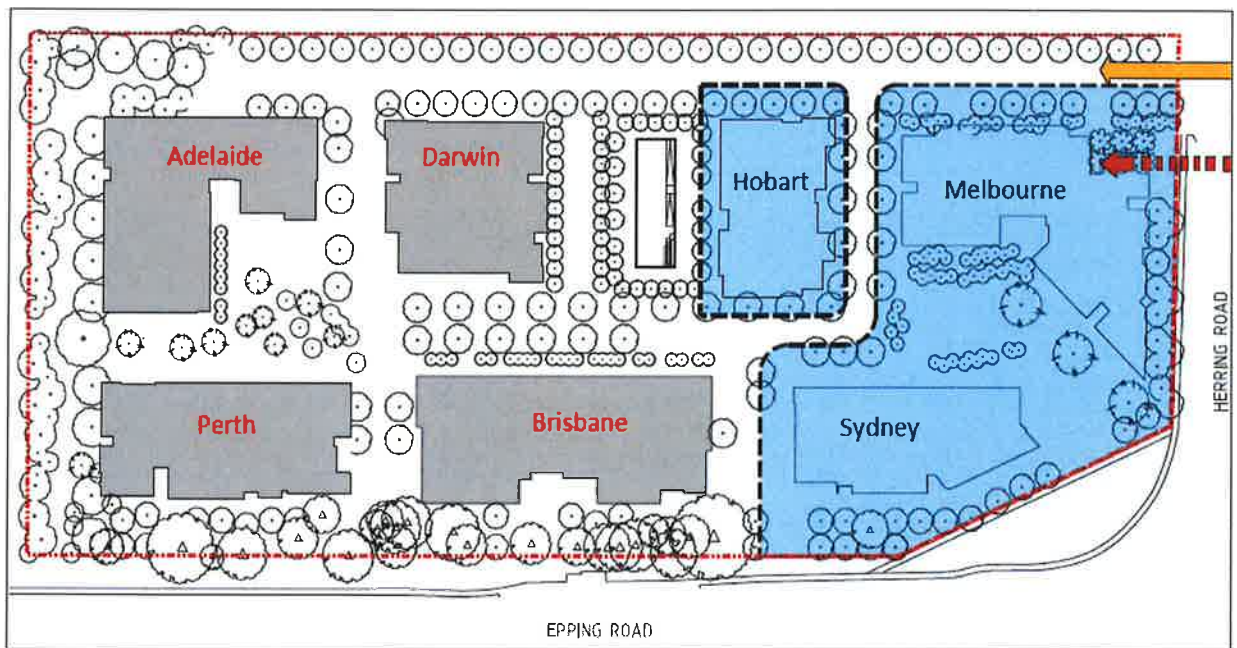 Adelaide
Darwin
Hobart
Melbourne
Perth
Brisbane
Sydney
HERRING ROAD
EPPING ROAD